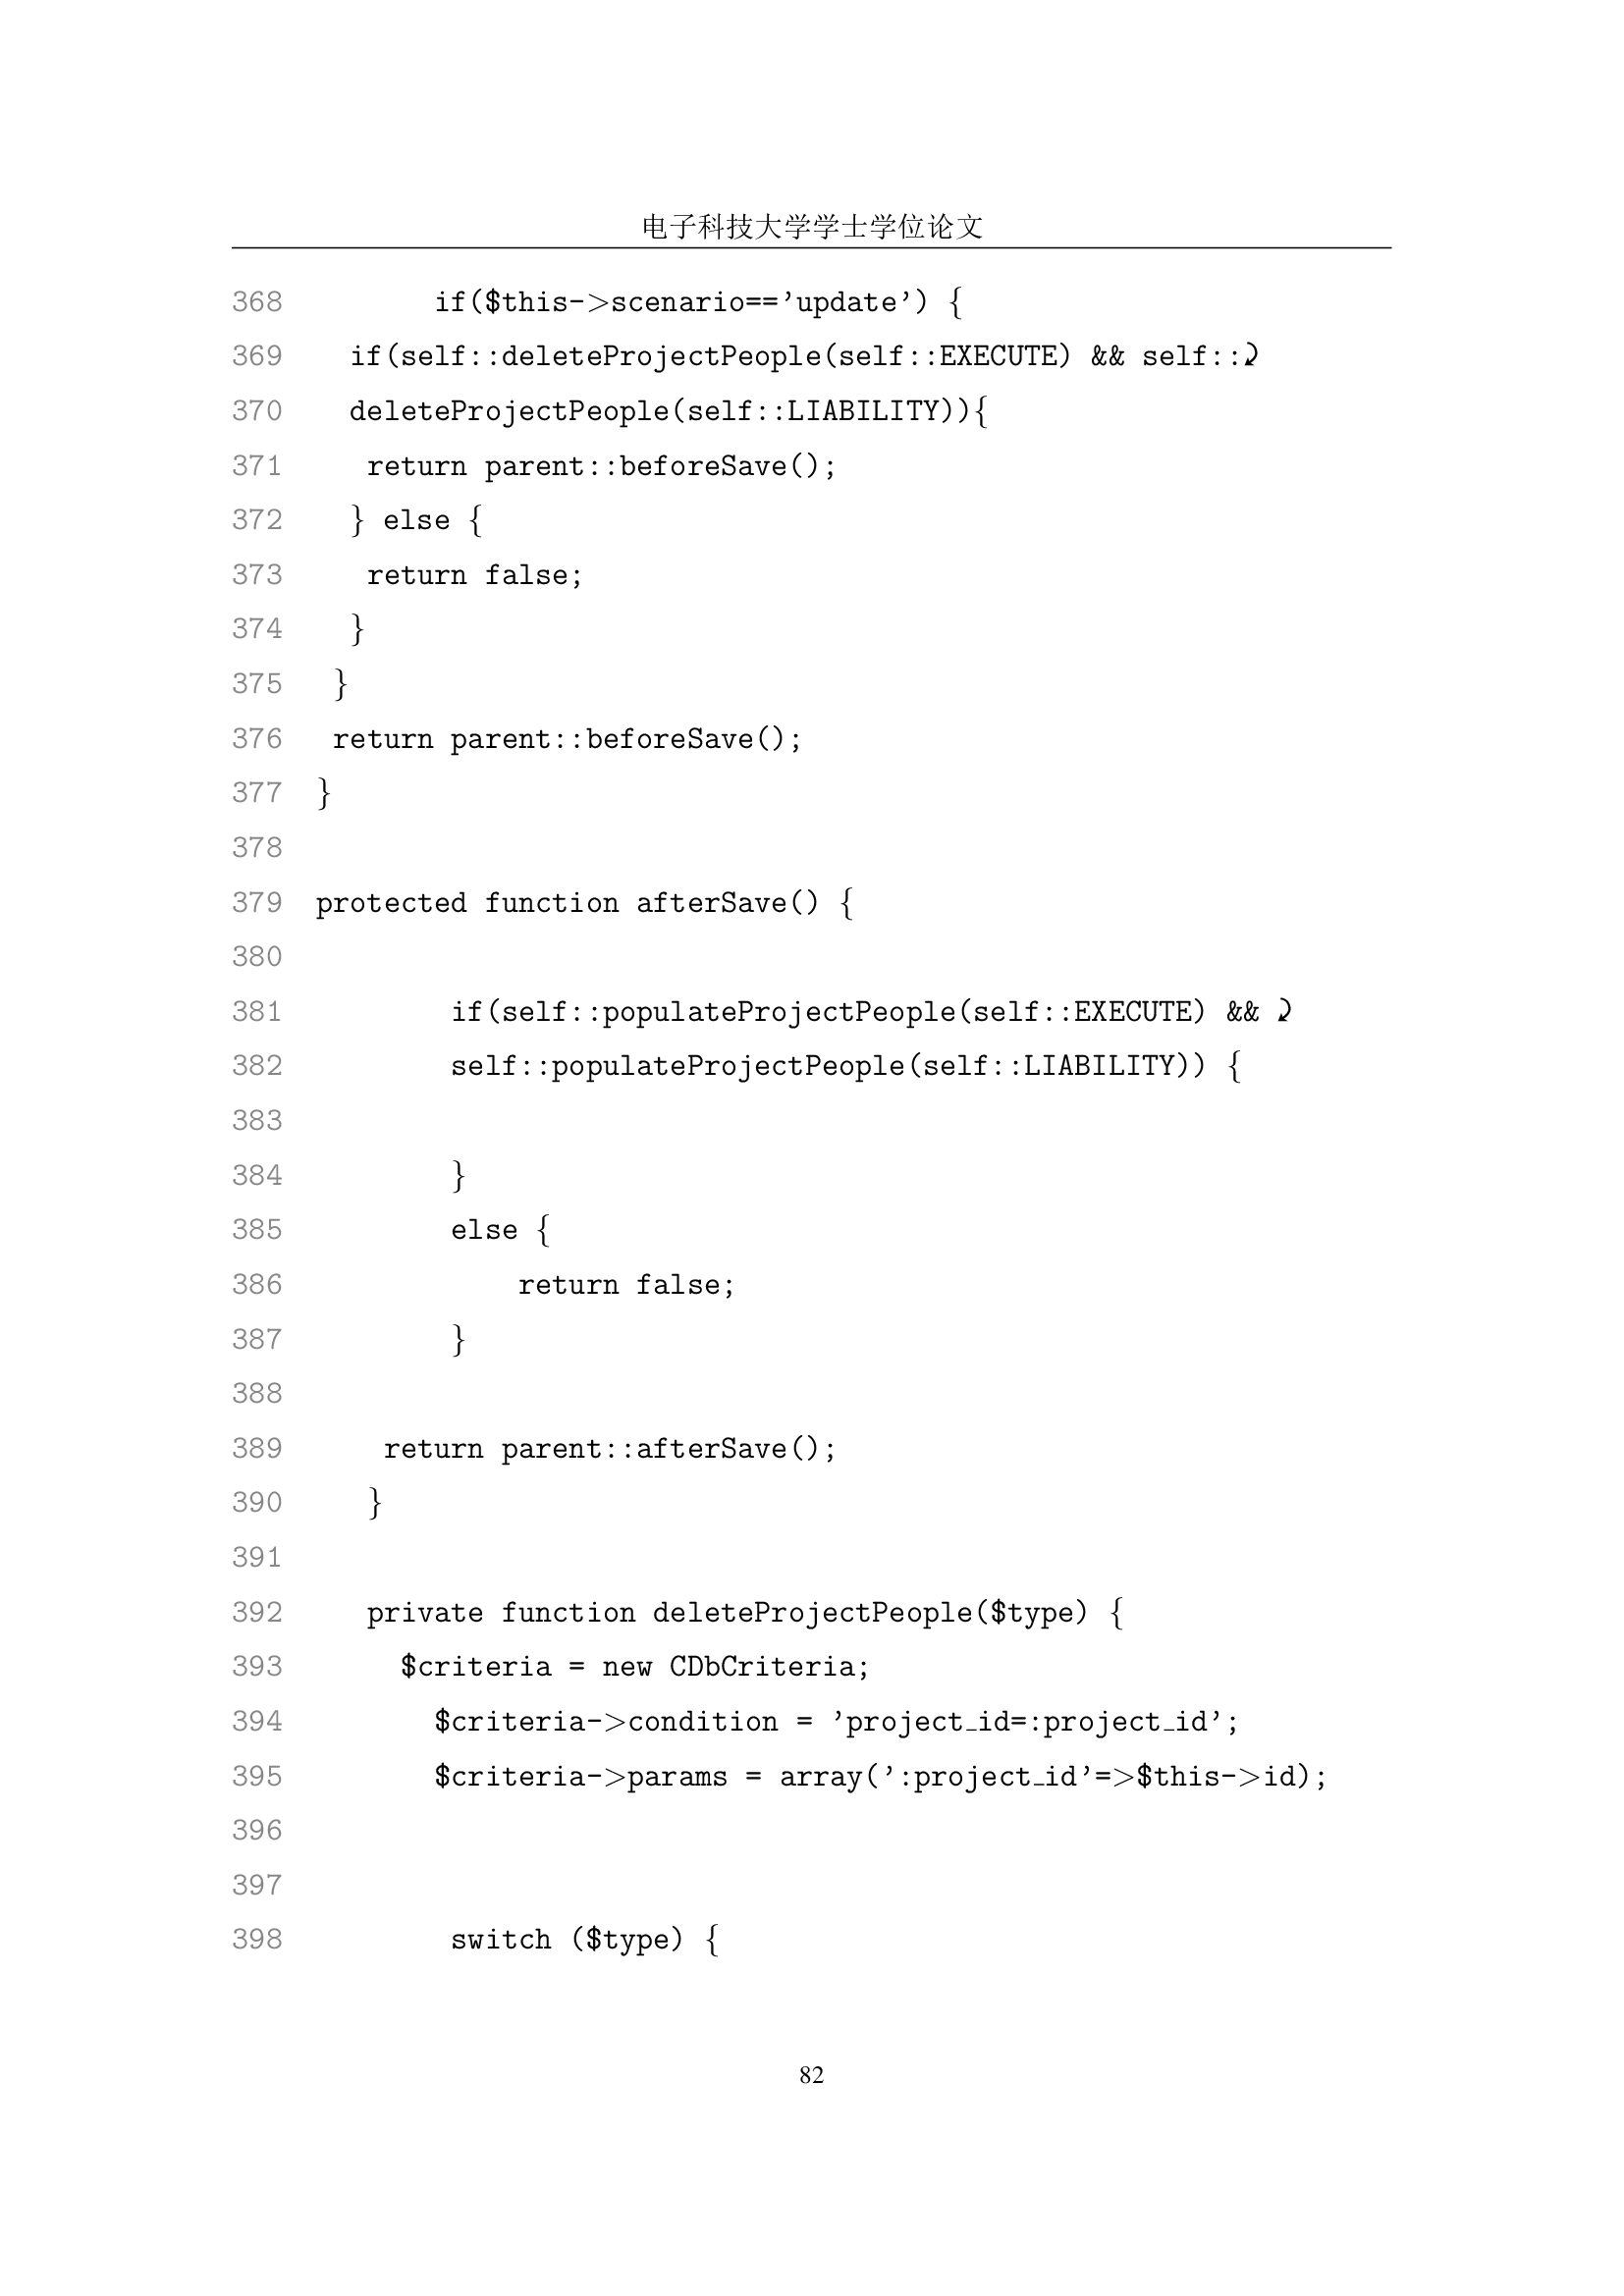 电子科技大学学士学位论文
368         if($this->scenario=='update') {
369    if(self::deleteProjectPeople(self::EXECUTE) && self::⤸
370    deleteProjectPeople(self::LIABILITY)){
371     return parent::beforeSave();
372    } else {
373     return false;
374    }
375   }
376   return parent::beforeSave();
377  }
378
379  protected function afterSave() {
380
381          if(self::populateProjectPeople(self::EXECUTE) && ⤸
382          self::populateProjectPeople(self::LIABILITY)) {
383
384          }
385          else {
386              return false;
387          }
388
389      return parent::afterSave();
390     }
391
392     private function deleteProjectPeople($type) {
393       $criteria = new CDbCriteria;
394         $criteria->condition = 'project_id=:project_id';
395         $criteria->params = array(':project_id'=>$this->id);
396
397
398          switch ($type) {
82